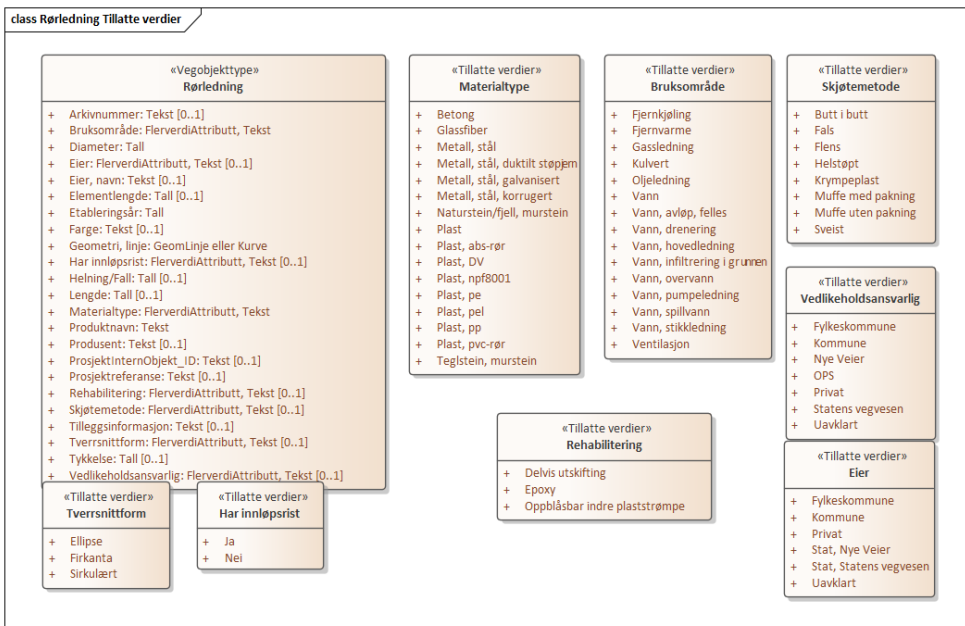 class Rørledning Tillatte verdier
«Vegobjekttype»
Rørledning
+ Arkivnummer: Tekst [0..1]
+ Bruksområde: FlerverdiAttributt, Tekst
+ Diameter: Tall
+ Eier: FlerverdiAttributt, Tekst [0..1]
+ Eier, navn: Tekst [0..1]
+ Elementlengde: Tall [0..1]
+ Etableringsår: Tall
+ Farge: Tekst [0..1]
+ Geometri, linje: GeomLinje eller Kurve
+ Har innløpsrist: FlerverdiAttributt, Tekst [0..1]
+ Helning/Fall: Tall [0..1]
+ Lengde: Tall [0..1]
+ Materialtype: FlerverdiAttributt, Tekst
+ Produktnavn: Tekst
+ Produsent: Tekst [0..1]
+ ProsjektInternObjekt_ID: Tekst [0..1]
+ Prosjektreferanse: Tekst [0..1]
+ Rehabilitering: FlerverdiAttributt, Tekst [0..1]
+ Skjøtemetode: FlerverdiAttributt, Tekst [0..1]
+ Tilleggsinformasjon: Tekst [0..1]
+ Tverrsnittform: FlerverdiAttributt, Tekst [0..1]
+ Tykkelse: Tall [0..1]
+ Vedlikeholdsansvarlig: FlerverdiAttributt, Tekst [0..1]
«Tillatte verdier»
Materialtype
+ Betong
+ Glassfiber
+ Metall, stål
+ Metall, stål, duktilt støpjern
+ Metall, stål, galvanisert
+ Metall, stål, korrugert
+ Naturstein/fjell, murstein
+ Plast
+ Plast, abs-rør
+ Plast, DV
+ Plast, npf8001
+ Plast, pe
+ Plast, pel
+ Plast, pp
+ Plast, pvc-rør
+ Teglstein, murstein
«Tillatte verdier»
Bruksområde
+ Fjernkjøling
+ Fjernvarme
+ Gassledning
+ Kulvert
+ Oljeledning
+ Vann
+ Vann, avløp, felles
+ Vann, drenering
+ Vann, hovedledning
+ Vann, infiltrering i grunnen
+ Vann, overvann
+ Vann, pumpeledning
+ Vann, spillvann
+ Vann, stikkledning
+ Ventilasjon
«Tillatte verdier»
Skjøtemetode
+ Butt i butt
+ Fals
+ Flens
+ Helstøpt
+ Krympeplast
+ Muffe med pakning
+ Muffe uten pakning
+ Sveist
«Tillatte verdier»
Vedlikeholdsansvarlig
+ Fylkeskommune
+ Kommune
+ Nye Veier
+ OPS
+ Privat
+ Statens vegvesen
+ Uavklart
«Tillatte verdier»
Rehabilitering
+ Delvis utskifting
+ Epoxy
+ Oppblåsbar indre plaststrømpe
«Tillatte verdier»
Eier
+ Fylkeskommune
+ Kommune
+ Privat
+ Stat, Nye Veier
+ Stat, Statens vegvesen
+ Uavklart
«Tillatte verdier»
Tverrsnittform
+ Ellipse
+ Firkanta
+ Sirkulært
«Tillatte verdier»
Har innløpsrist
+ Ja
+ Nei